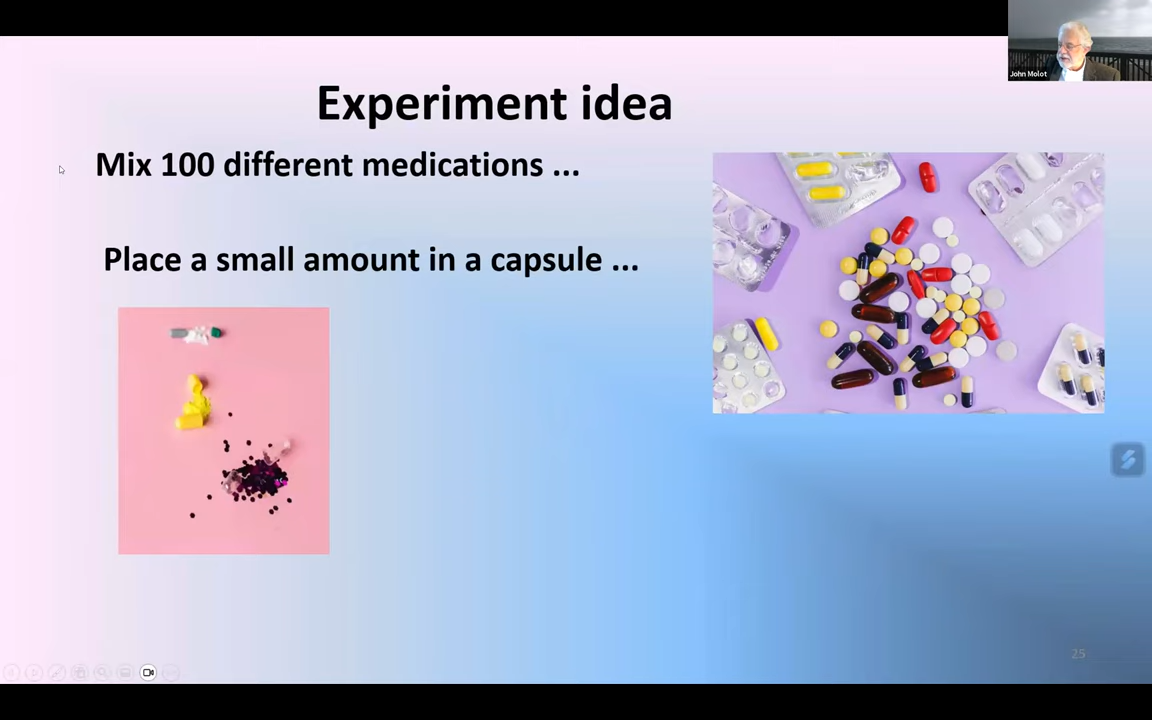 John Molot
Experiment idea
Mix 100 different medications ...
Place a small amount in a capsule ...
25